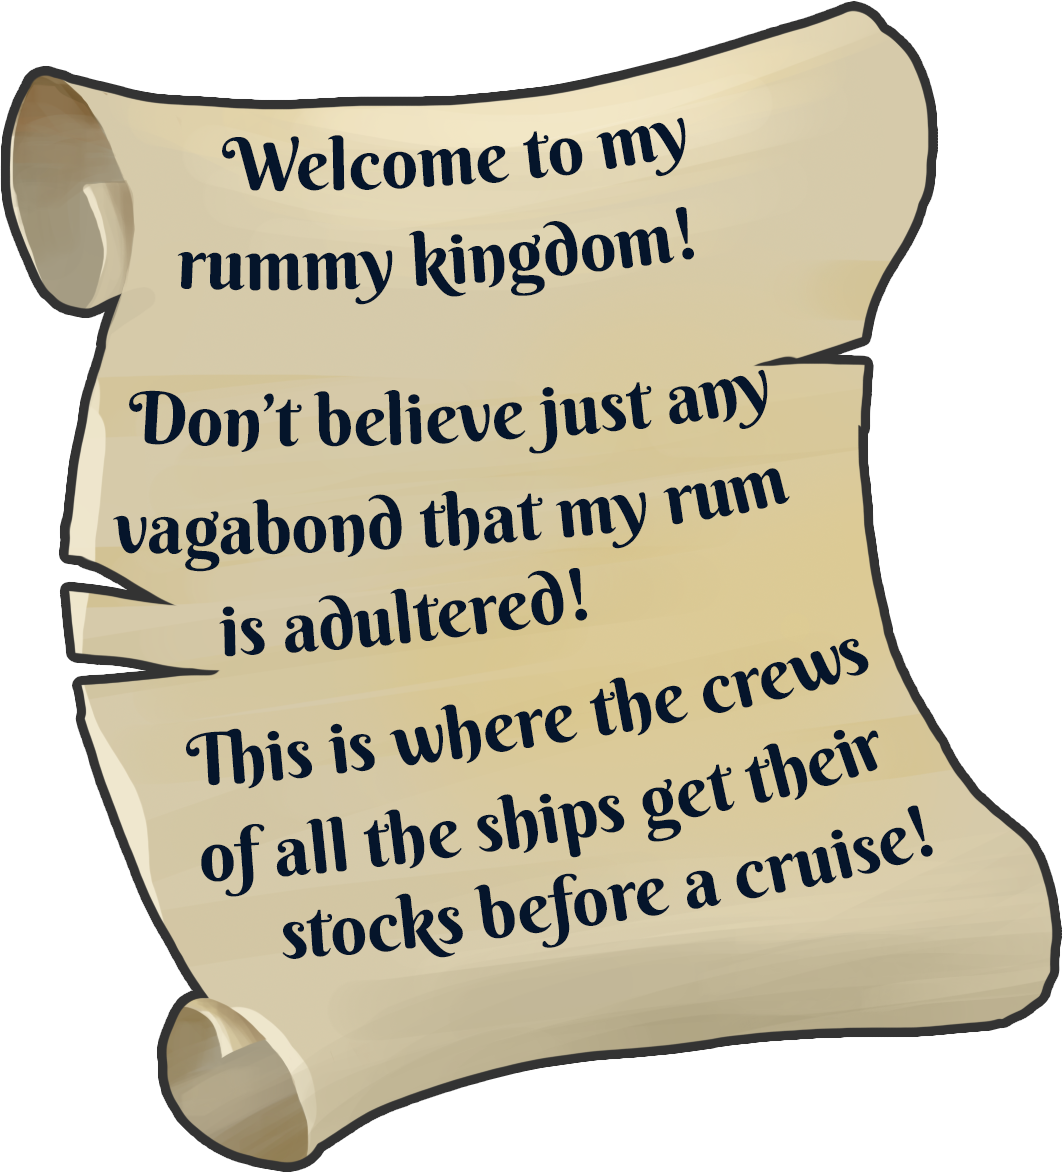 Welcome to my
rummy kingdom!
Don't believe just any
vagabond that my rum
is adultered!
This is where the crews
of all the ships get their
stocks before a cruise!